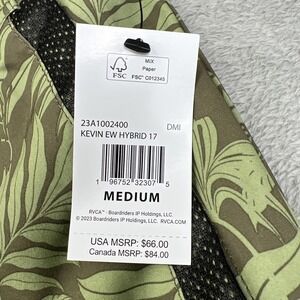 FSC
MIX
Paper
FSC® C012345
23A1002400 DMI
KEVIN EW HYBRID 17
1 96752 32307 5
MEDIUM
RVCA™ · Boardriders IP Holdings, LLC.
© 2023 Boardriders IP Holdings, LLC. RVCA.COM
USA MSRP: $66.00
Canada MSRP: $84.00